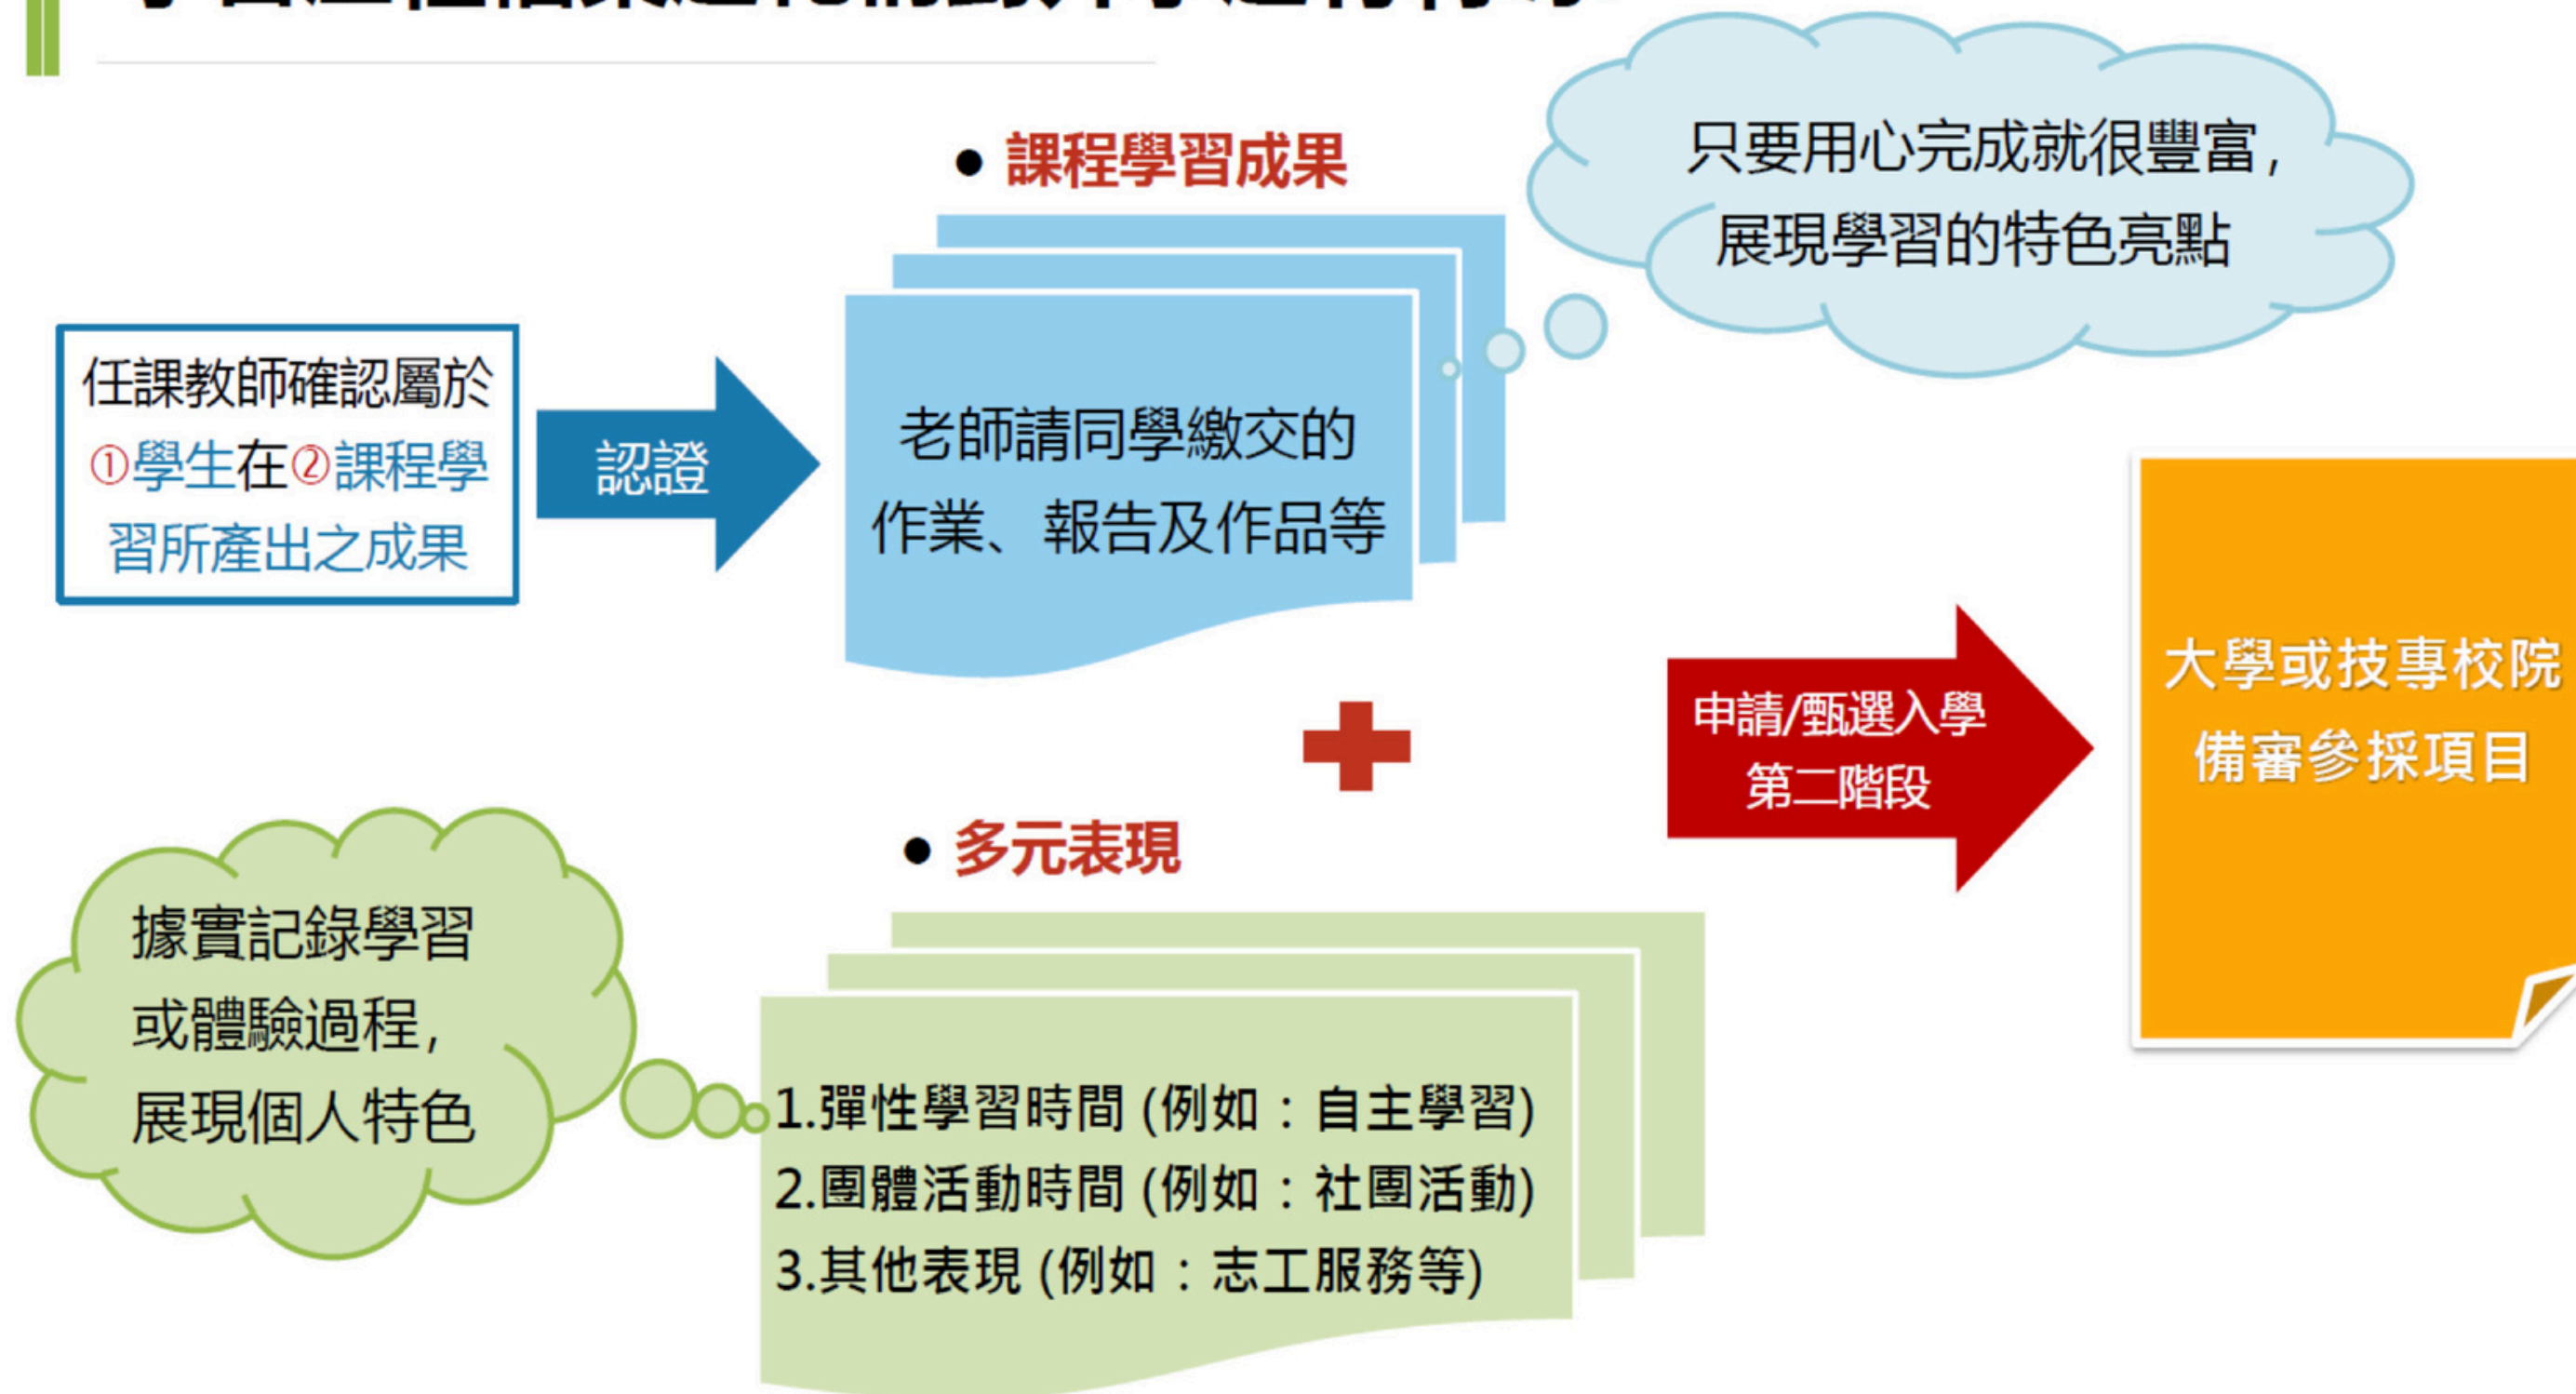 ● 課程學習成果
只要用心完成就很豐富，
展現學習的特色亮點
任課教師確認屬於
①學生在②課程學
習所產出之成果
認證
老師請同學繳交的
作業、報告及作品等
申請/甄選入學
第二階段
大學或技專校院
備審參採項目
● 多元表現
據實記錄學習
或體驗過程，
展現個人特色
1.彈性學習時間 (例如：自主學習)
2.團體活動時間 (例如：社團活動)
3.其他表現 (例如：志工服務等)